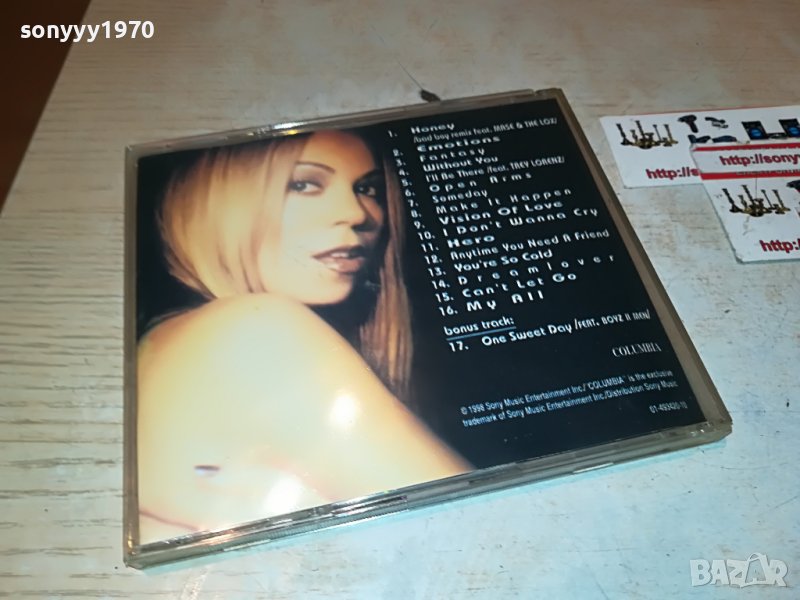 sonyyy1970
1. Honey
/bad boy remix feat. MASE & THE LOX/
2. Emotions
3. Fantasy
4. Without You
5. I'll Be There /feat. TREY LORENZ/
6. Open Arms
7. Someday
8. Make It Happen
9. Vision Of Love
10. I Don't Wanna Cry
11. Hero
12. Anytime You Need A Friend
13. You're So Cold
14. Dreamlover
15. Can't Let Go
16. My All
bonus track:
17. One Sweet Day /FEAT. BOYZ II MEN/
COLUMBIA
© 1998 Sony Music Entertainment Inc./"COLUMBIA" is the exclusive
trademark of Sony Music Entertainment Inc./Distribution Sony Music
http://sony
http://
BAZAR